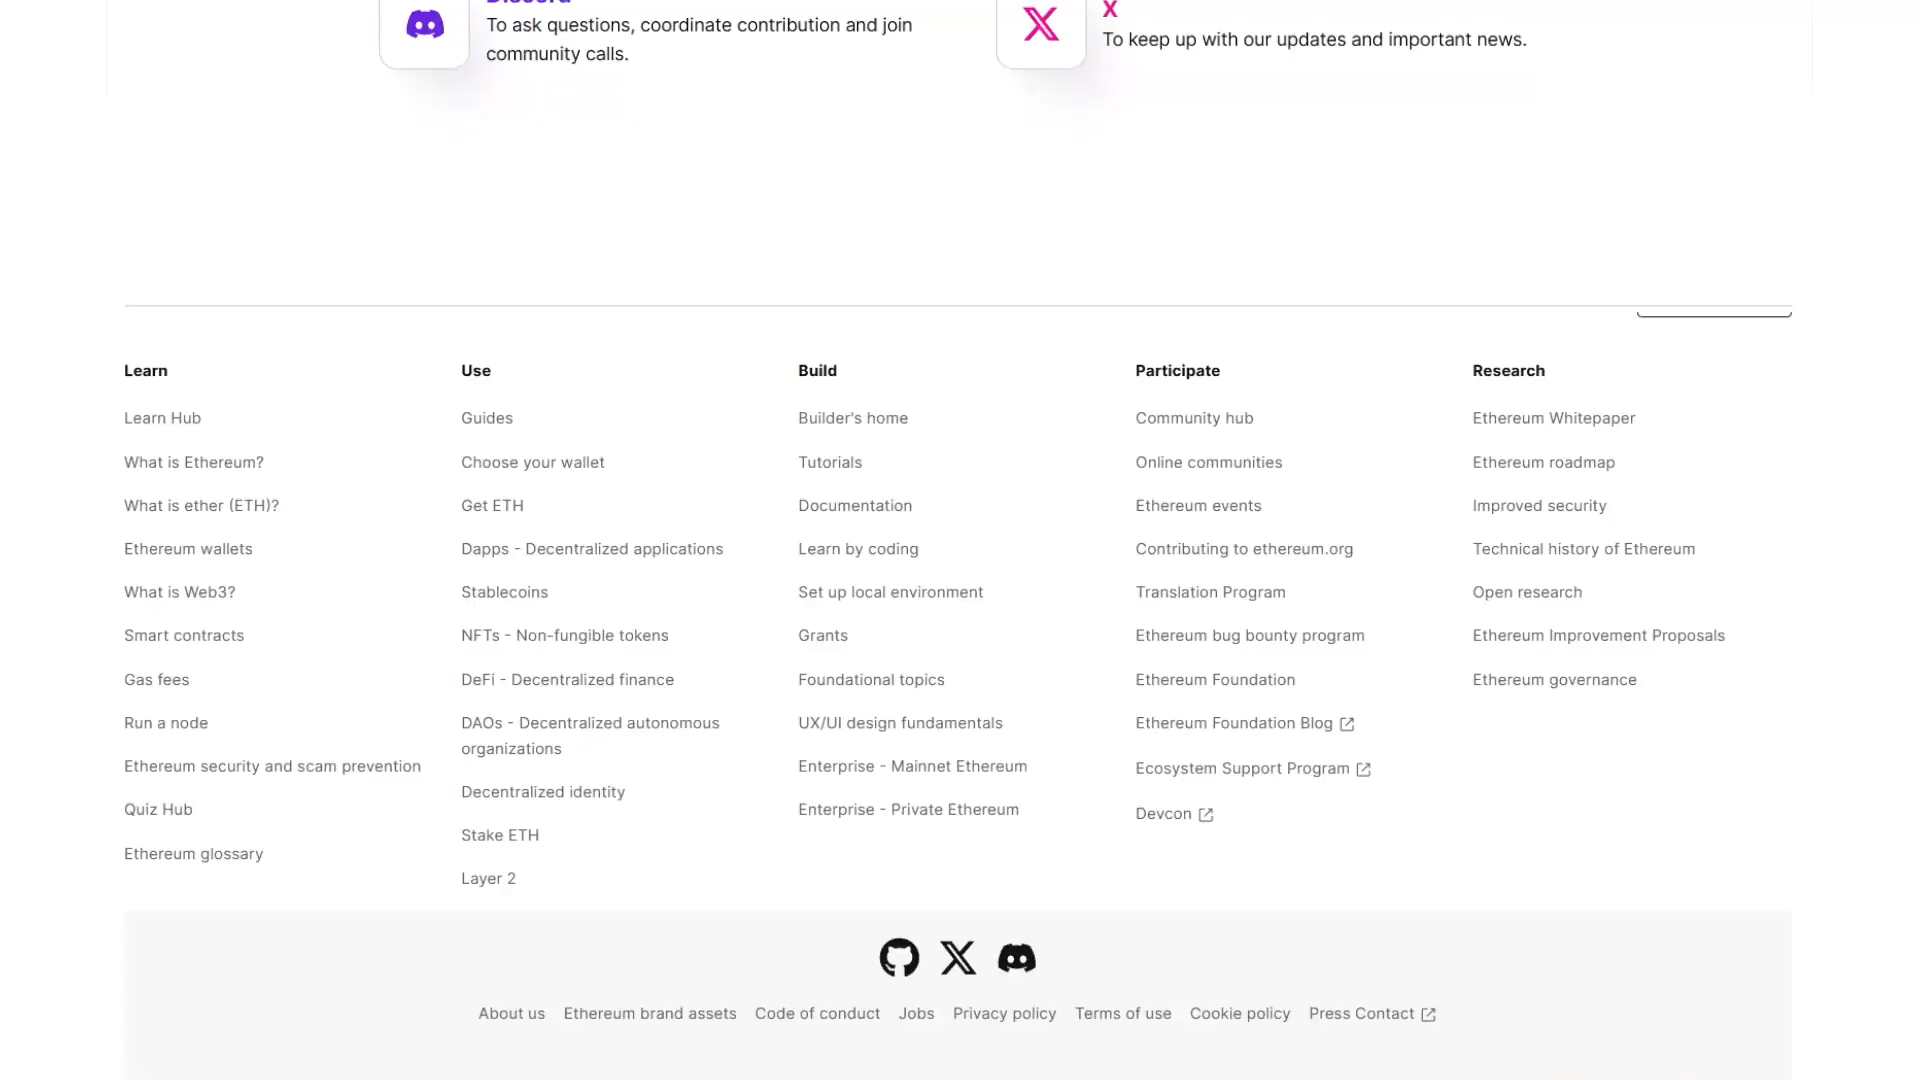 Discord
To ask questions, coordinate contribution and join
community calls.
X
To keep up with our updates and important news.
Learn
Learn Hub
What is Ethereum?
What is ether (ETH)?
Ethereum wallets
What is Web3?
Smart contracts
Gas fees
Run a node
Ethereum security and scam prevention
Quiz Hub
Ethereum glossary
Use
Guides
Choose your wallet
Get ETH
Dapps - Decentralized applications
Stablecoins
NFTs - Non-fungible tokens
DeFi - Decentralized finance
DAOs - Decentralized autonomous
organizations
Decentralized identity
Stake ETH
Layer 2
Build
Builder's home
Tutorials
Documentation
Learn by coding
Set up local environment
Grants
Foundational topics
UX/UI design fundamentals
Enterprise - Mainnet Ethereum
Enterprise - Private Ethereum
Participate
Community hub
Online communities
Ethereum events
Contributing to ethereum.org
Translation Program
Ethereum bug bounty program
Ethereum Foundation
Ethereum Foundation Blog
Ecosystem Support Program
Devcon
Research
Ethereum Whitepaper
Ethereum roadmap
Improved security
Technical history of Ethereum
Open research
Ethereum Improvement Proposals
Ethereum governance
About us Ethereum brand assets Code of conduct Jobs Privacy policy Terms of use Cookie policy Press Contact